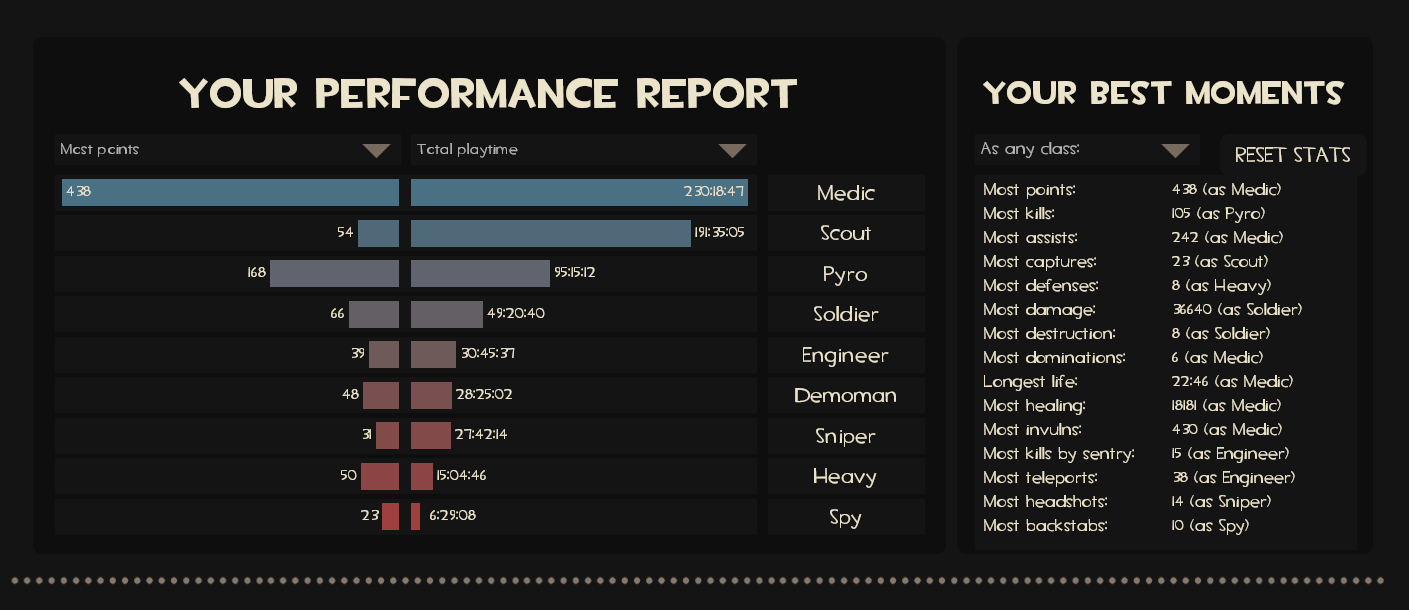 YOUR PERFORMANCE REPORT
Most points Total playtime
438 230:18:47 Medic
54 191:35:05 Scout
168 95:15:12 Pyro
66 49:20:40 Soldier
39 30:45:37 Engineer
48 28:25:02 Demoman
31 27:42:14 Sniper
50 15:04:46 Heavy
23 6:29:08 Spy
YOUR BEST MOMENTS
As any class: RESET STATS
Most points: 438 (as Medic)
Most kills: 105 (as Pyro)
Most assists: 242 (as Medic)
Most captures: 23 (as Scout)
Most defenses: 8 (as Heavy)
Most damage: 36640 (as Soldier)
Most destruction: 8 (as Soldier)
Most dominations: 6 (as Medic)
Longest life: 22:46 (as Medic)
Most healing: 18181 (as Medic)
Most invulns: 430 (as Medic)
Most kills by sentry: 15 (as Engineer)
Most teleports: 38 (as Engineer)
Most headshots: 14 (as Sniper)
Most backstabs: 10 (as Spy)